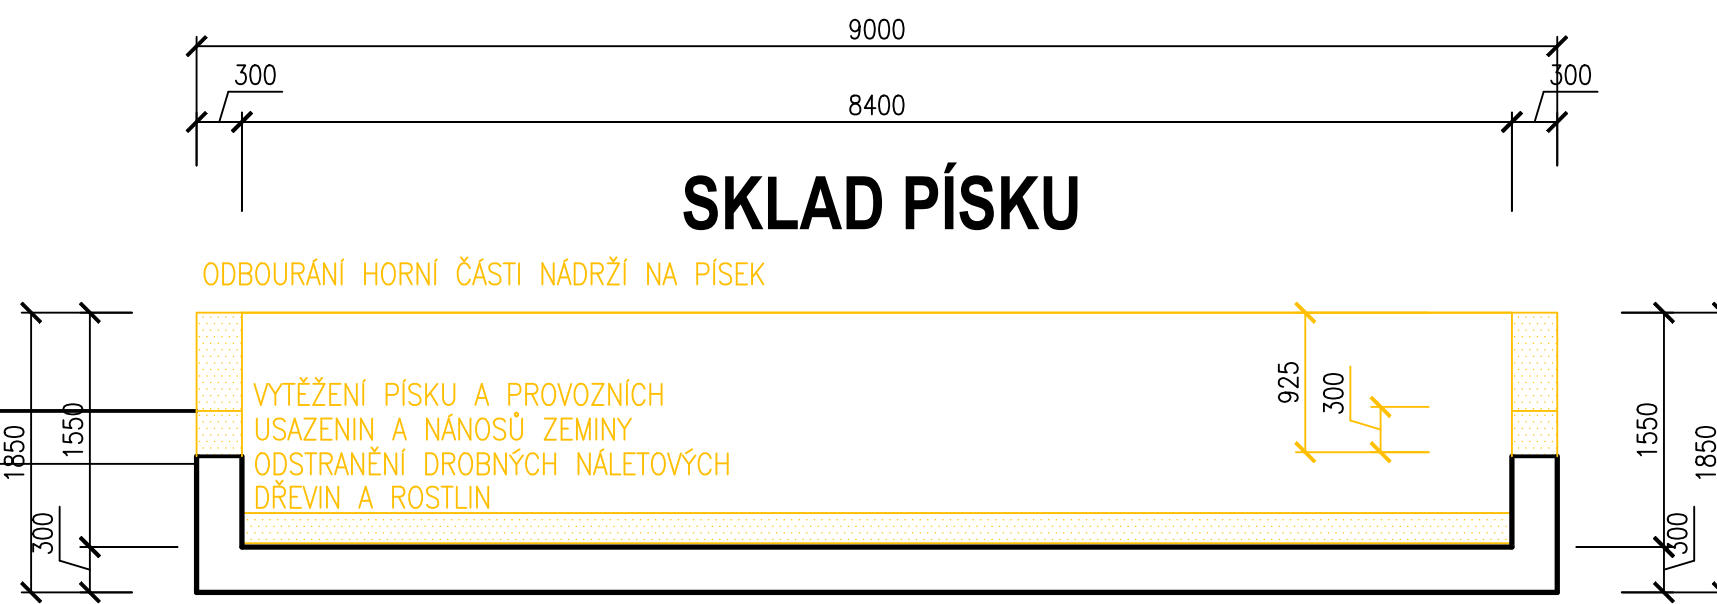 9000
300
300
8400
SKLAD PÍSKU
ODBOURÁNÍ HORNÍ ČÁSTI NÁDRŽÍ NA PÍSEK
VYTĚŽENÍ PÍSKU A PROVOZNÍCH
USAZENIN A NÁNOSŮ ZEMINY
ODSTRANĚNÍ DROBNÝCH NÁLETOVÝCH
DŘEVIN A ROSTLIN
925
300
1850
1550
300
1550
1850
300